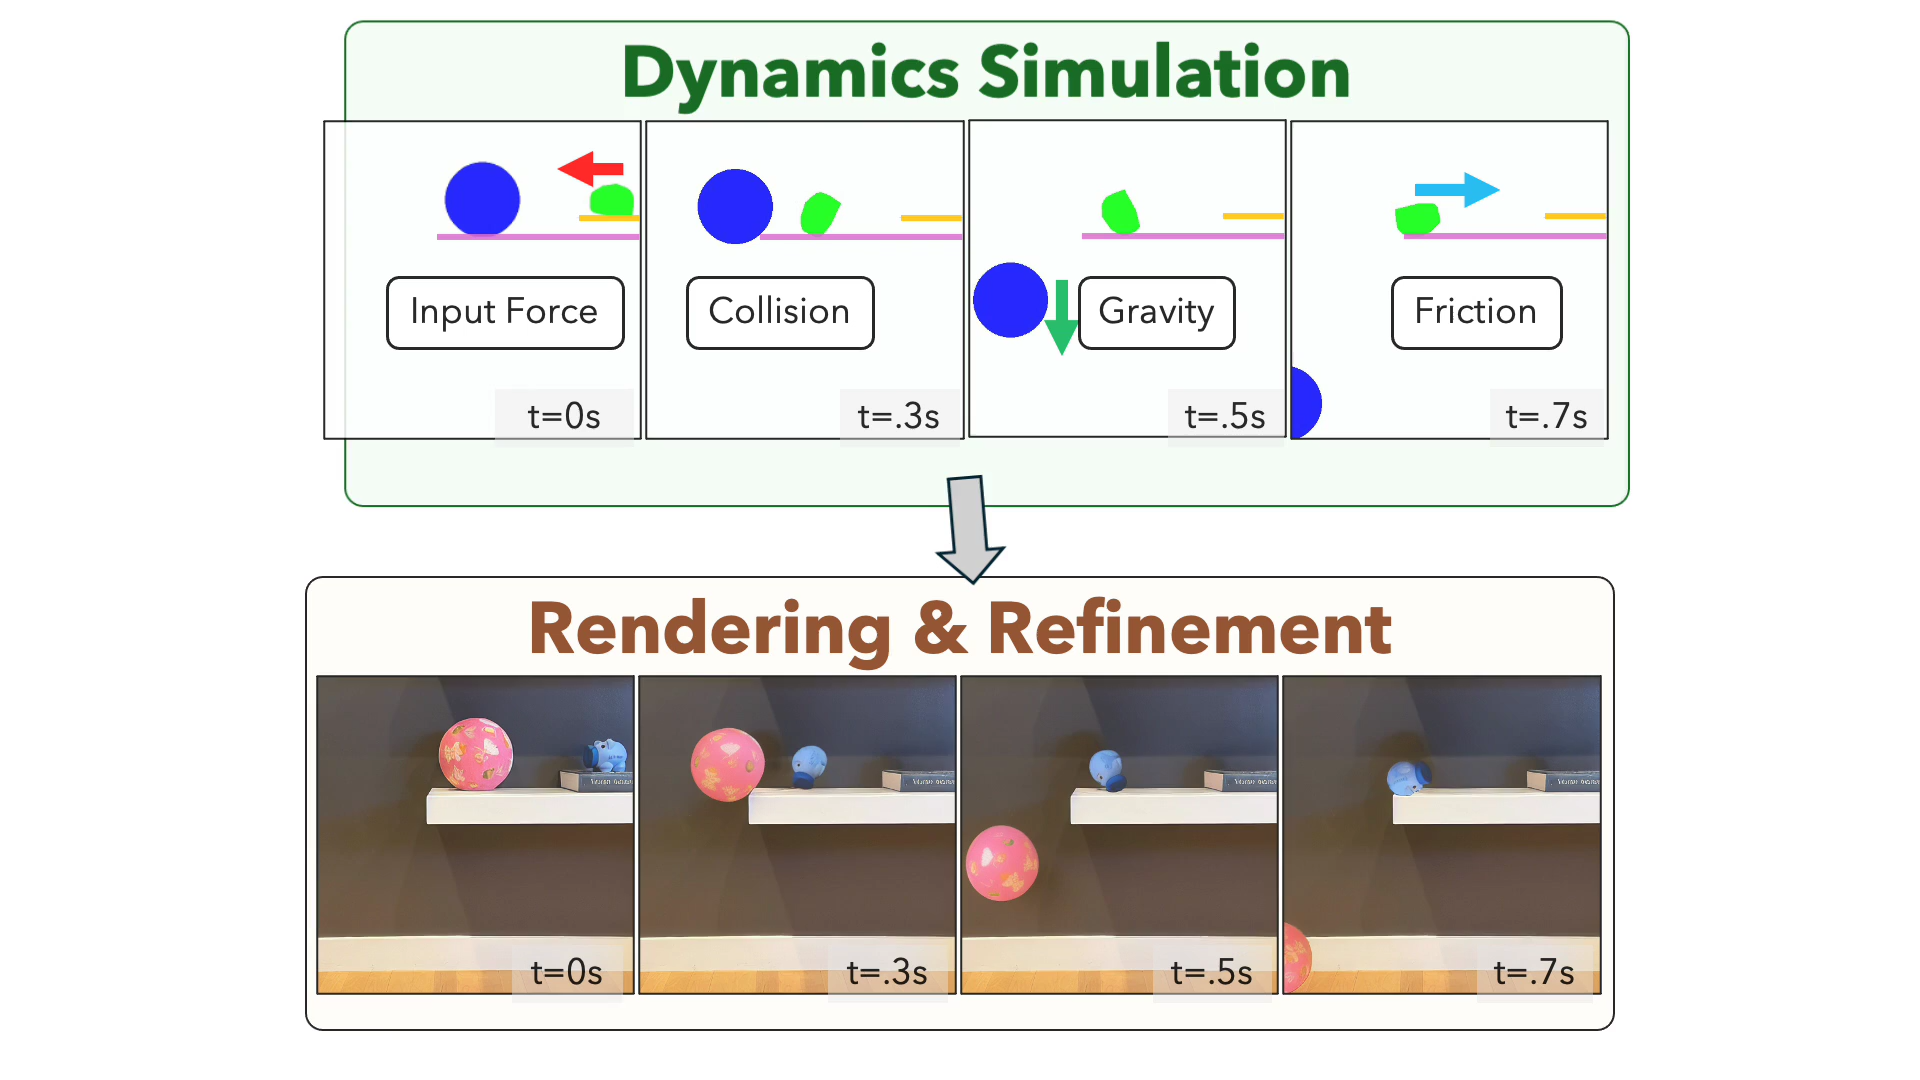 Dynamics Simulation
Input Force
Collision
Gravity
Friction
t=0s
t=.3s
t=.5s
t=.7s
Rendering & Refinement
t=0s
t=.3s
t=.5s
t=.7s